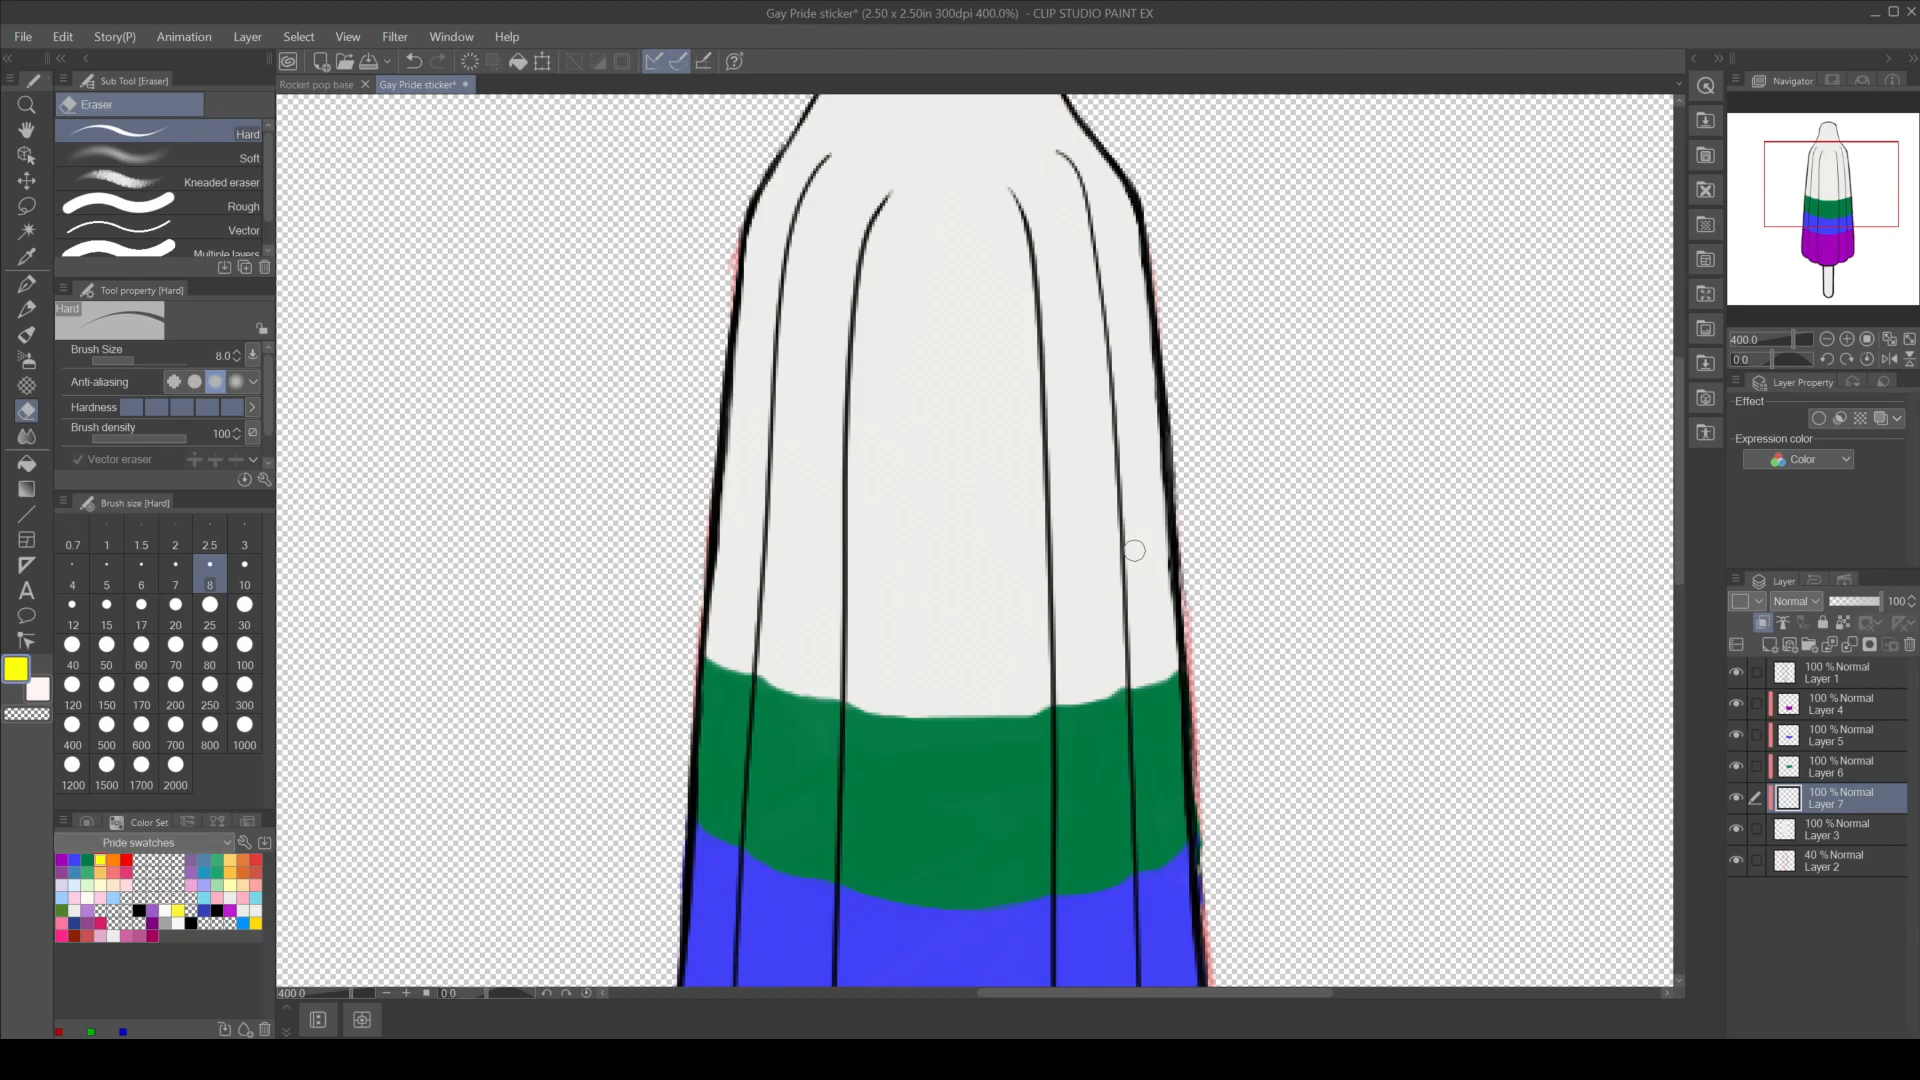 Gay Pride sticker* (2.50 x 2.50in 300dpi 400.0%) - CLIP STUDIO PAINT EX
File Edit Story(P) Animation Layer Select View Filter Window Help
Sub Tool [Eraser]
Rocket pop base
Gay Pride sticker*
Navigator
Eraser
Hard
Soft
Kneaded eraser
Rough
Vector
Multiple layers
Tool property [Hard]
Hard
Brush Size 8.0
Anti-aliasing
Hardness
Brush density 100
Vector eraser
Brush size [Hard]
0.7 1 1.5 2 2.5 3
4 5 6 7 8 10
12 15 17 20 25 30
40 50 60 70 80 100
120 150 170 200 250 300
400 500 600 700 800 1000
1200 1500 1700 2000
Color Set
Pride swatches
400.0
0.0
400.0
0.0
Layer Property
Effect
Expression color
Color
Layer
Normal 100
100 % Normal
Layer 1
100 % Normal
Layer 4
100 % Normal
Layer 5
100 % Normal
Layer 6
100 % Normal
Layer 7
100 % Normal
Layer 3
40 % Normal
Layer 2